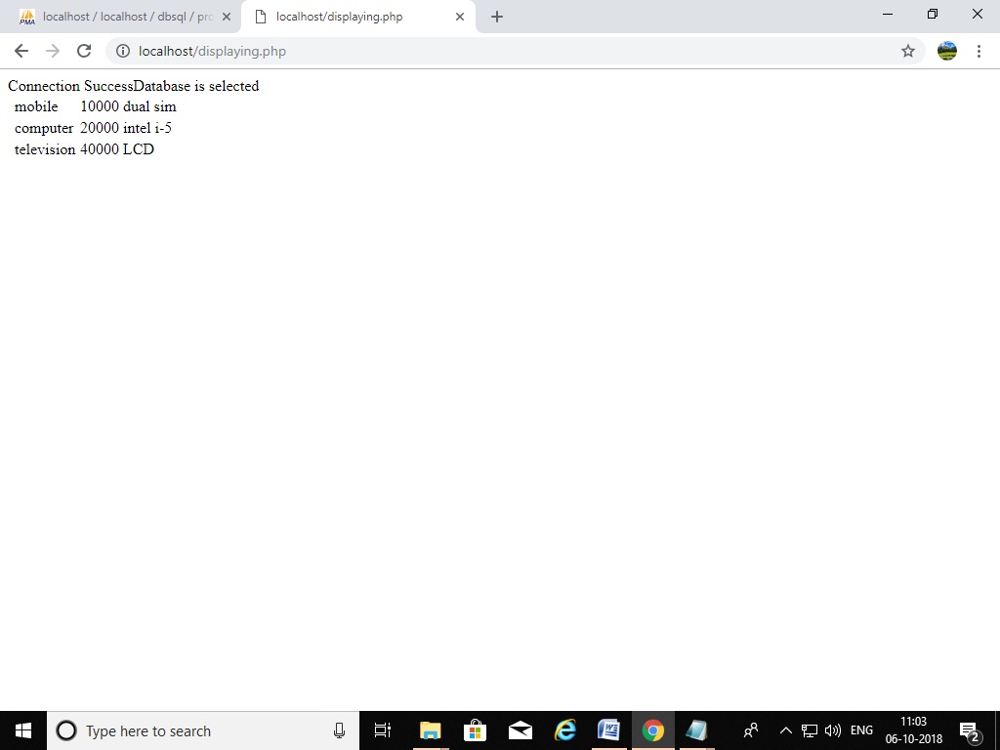 PMA
localhost / localhost / dbsql / pro
localhost/displaying.php
localhost/displaying.php
Connection SuccessDatabase is selected
mobile 10000 dual sim
computer 20000 intel i-5
television 40000 LCD
Type here to search
ENG
11:03
06-10-2018
2